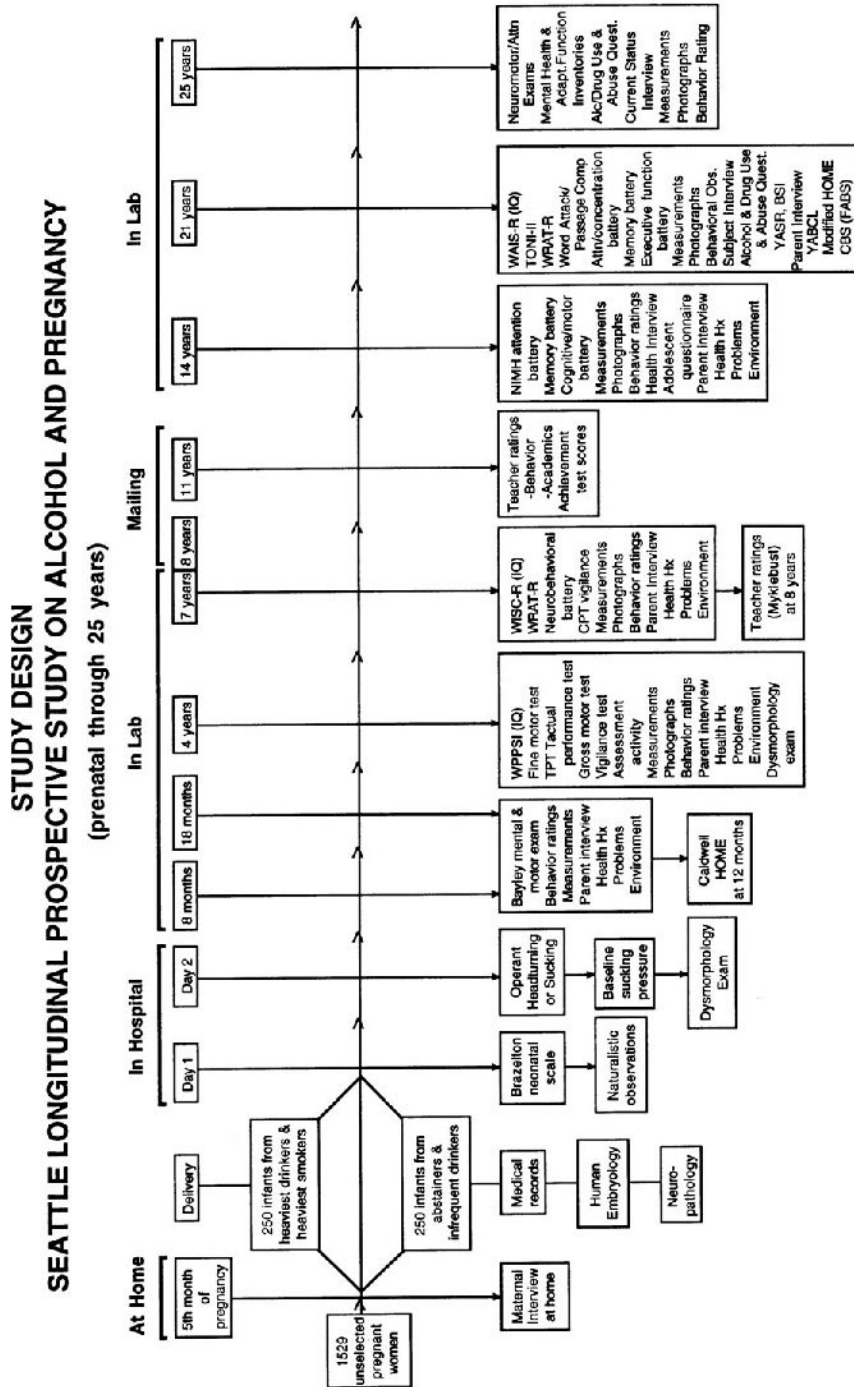 STUDY DESIGN
SEATTLE LONGITUDINAL PROSPECTIVE STUDY ON ALCOHOL AND PREGNANCY
(prenatal through 25 years)
At Home
In Hospital
In Lab
Mailing
In Lab
5th month
of
pregnancy
Delivery
Day 1
Day 2
8 months
18 months
4 years
7 years
8 years
11 years
14 years
21 years
25 years
1529
unselected
pregnant
women
250 infants from
heaviest drinkers &
heaviest smokers
250 infants from
abstainers &
infrequent drinkers
Maternal
Interview
at home
Medical
records
Human
Embryology
Neuro-
pathology
Brazelton
neonatal
scale
Naturalistic
observations
Operant
Headturning
or Sucking
Baseline
sucking
pressure
Dysmorphology
Exam
Bayley mental &
motor exam
Behavior ratings
Measurements
Parent interview
Health Hx
Problems
Environment
Caldwell
HOME
at 12 months
WPPSI (IQ)
Fine motor test
TPT Tactual
performance test
Gross motor test
Vigilance test
Assessment
activity
Measurements
Photographs
Behavior ratings
Parent interview
Health Hx
Problems
Environment
Dysmorphology
exam
WISC-R (IQ)
WRAT-R
Neurobehavioral
battery
CPT vigilance
Measurements
Photographs
Behavior ratings
Parent Interview
Health Hx
Problems
Environment
Teacher ratings
(Myklebust)
at 8 years
Teacher ratings
-Behavior
-Academics
Achievement
test scores
NIMH attention
battery
Memory battery
Cognitive/motor
battery
Measurements
Photographs
Behavior ratings
Health Interview
Adolescent
questionnaire
Parent Interview
Health Hx
Problems
Environment
WAIS-R (IQ)
TONI-II
WRAT-R
Word Attack/
Passage Comp
Attn/concentration
battery
Memory battery
Executive function
battery
Measurements
Photographs
Behavioral Obs.
Subject Interview
Alcohol & Drug Use
& Abuse Quest.
YASR, BSI
Parent Interview
YABCL
Modified HOME
CBS (FABS)
Neuromotor/Attn
Exams
Mental Health &
Adapt.Function
Inventories
Alc/Drug Use &
Abuse Quest.
Current Status
Interview
Measurements
Photographs
Behavior Rating